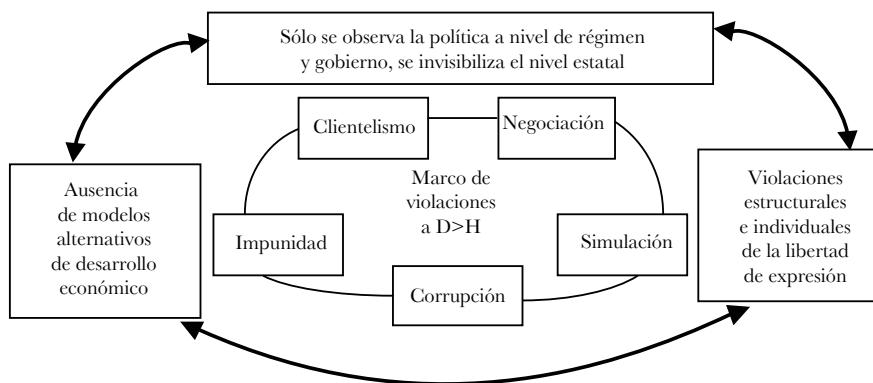 Sólo se observa la política a nivel de régimen
y gobierno, se invisibiliza el nivel estatal
Clientelismo
Negociación
Ausencia
de modelos
alternativos
de desarrollo
económico
Marco de
violaciones
a D>H
Violaciones
estructurales
e individuales
de la libertad
de expresión
Impunidad
Simulación
Corrupción